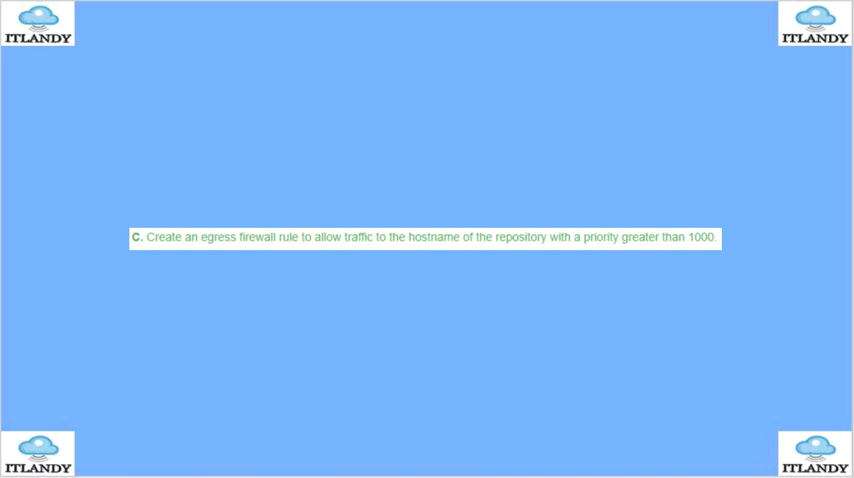 ITLANDY
ITLANDY
C. Create an egress firewall rule to allow traffic to the hostname of the repository with a priority greater than 1000.
ITLANDY
ITLANDY